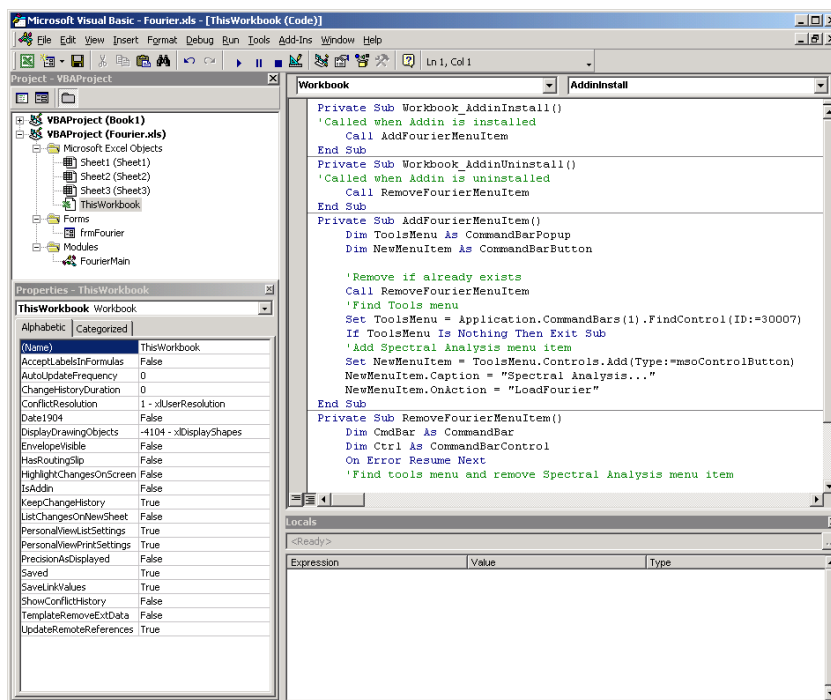 Microsoft Visual Basic - Fourier.xls - [ThisWorkbook (Code)]
File Edit View Insert Format Debug Run Tools Add-Ins Window Help
Ln 1, Col 1
Project - VBAProject
VBAProject (Book1)
VBAProject (Fourier.xls)
Microsoft Excel Objects
Sheet1 (Sheet1)
Sheet2 (Sheet2)
Sheet3 (Sheet3)
ThisWorkbook
Forms
frmFourier
Modules
FourierMain
Properties - ThisWorkbook
ThisWorkbook Workbook
Alphabetic Categorized
(Name) ThisWorkbook
AcceptLabelsInFormulas False
AutoUpdateFrequency 0
ChangeHistoryDuration 0
ConflictResolution 1 - xlUserResolution
Date1904 False
DisplayDrawingObjects -4104 - xlDisplayShapes
EnvelopeVisible False
HasRoutingSlip False
HighlightChangesOnScreen False
IsAddin False
KeepChangeHistory True
ListChangesOnNewSheet False
PersonalViewListSettings True
PersonalViewPrintSettings True
PrecisionAsDisplayed False
Saved True
SaveLinkValues True
ShowConflictHistory False
TemplateRemoveExtData False
UpdateRemoteReferences True
Workbook AddinInstall
Private Sub Workbook_AddinInstall()
'Called when Addin is installed
Call AddFourierMenuItem
End Sub
Private Sub Workbook_AddinUninstall()
'Called when Addin is uninstalled
Call RemoveFourierMenuItem
End Sub
Private Sub AddFourierMenuItem()
Dim ToolsMenu As CommandBarPopup
Dim NewMenuItem As CommandBarButton
'Remove if already exists
Call RemoveFourierMenuItem
'Find Tools menu
Set ToolsMenu = Application.CommandBars(1).FindControl(ID:=30007)
If ToolsMenu Is Nothing Then Exit Sub
'Add Spectral Analysis menu item
Set NewMenuItem = ToolsMenu.Controls.Add(Type:=msoControlButton)
NewMenuItem.Caption = "Spectral Analysis..."
NewMenuItem.OnAction = "LoadFourier"
End Sub
Private Sub RemoveFourierMenuItem()
Dim CmdBar As CommandBar
Dim Ctrl As CommandBarControl
On Error Resume Next
'Find tools menu and remove Spectral Analysis menu item
Locals
<Ready>
Expression Value Type